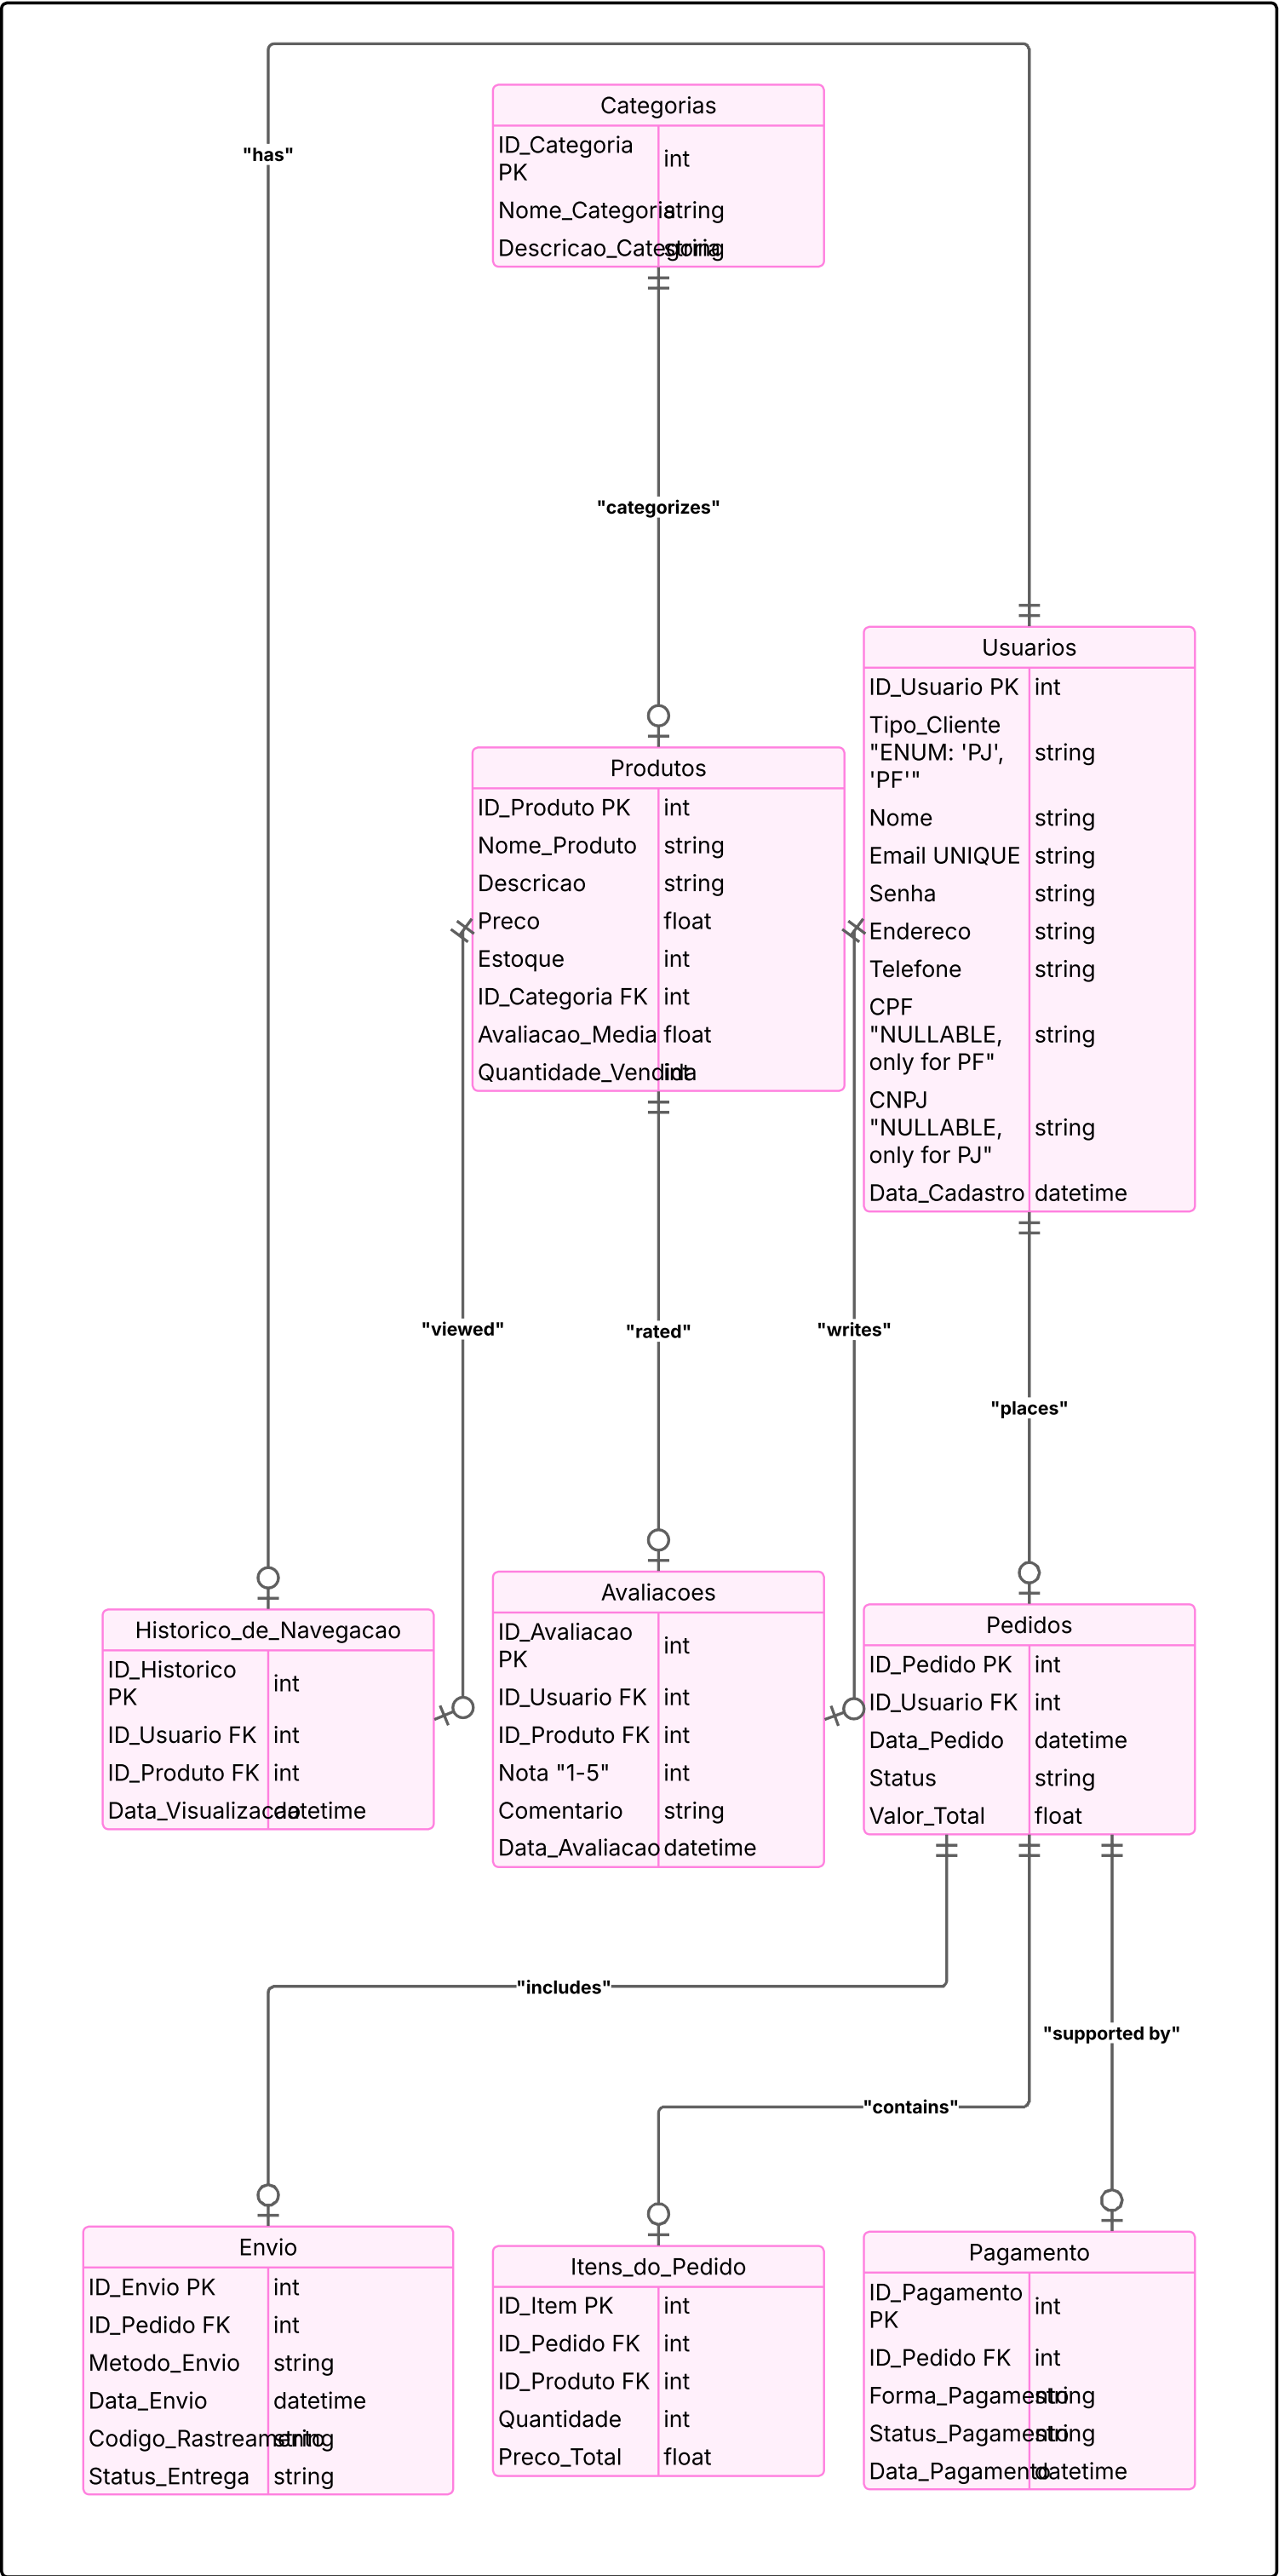 "has"
Categorias
ID_Categoria
PK
int
Nome_Categoria
string
Descricao_Categoria
string
"categorizes"
Usuarios
ID_Usuario PK
int
Tipo_Cliente
"ENUM: 'PJ',
'PF'"
string
Nome
string
Email UNIQUE
string
Senha
string
Endereco
string
Telefone
string
CPF
"NULLABLE,
only for PF"
string
CNPJ
"NULLABLE,
only for PJ"
string
Data_Cadastro
datetime
Produtos
ID_Produto PK
int
Nome_Produto
string
Descricao
string
Preco
float
Estoque
int
ID_Categoria FK
int
Avaliacao_Media
float
Quantidade_Vendida
int
"viewed"
"rated"
"writes"
"places"
Historico_de_Navegacao
ID_Historico
PK
int
ID_Usuario FK
int
ID_Produto FK
int
Data_Visualizacao
datetime
Avaliacoes
ID_Avaliacao
PK
int
ID_Usuario FK
int
ID_Produto FK
int
Nota "1-5"
int
Comentario
string
Data_Avaliacao
datetime
Pedidos
ID_Pedido PK
int
ID_Usuario FK
int
Data_Pedido
datetime
Status
string
Valor_Total
float
"includes"
"supported by"
"contains"
Envio
ID_Envio PK
int
ID_Pedido FK
int
Metodo_Envio
string
Data_Envio
datetime
Codigo_Rastreamento
string
Status_Entrega
string
Itens_do_Pedido
ID_Item PK
int
ID_Pedido FK
int
ID_Produto FK
int
Quantidade
int
Preco_Total
float
Pagamento
ID_Pagamento
PK
int
ID_Pedido FK
int
Forma_Pagamento
string
Status_Pagamento
string
Data_Pagamento
datetime